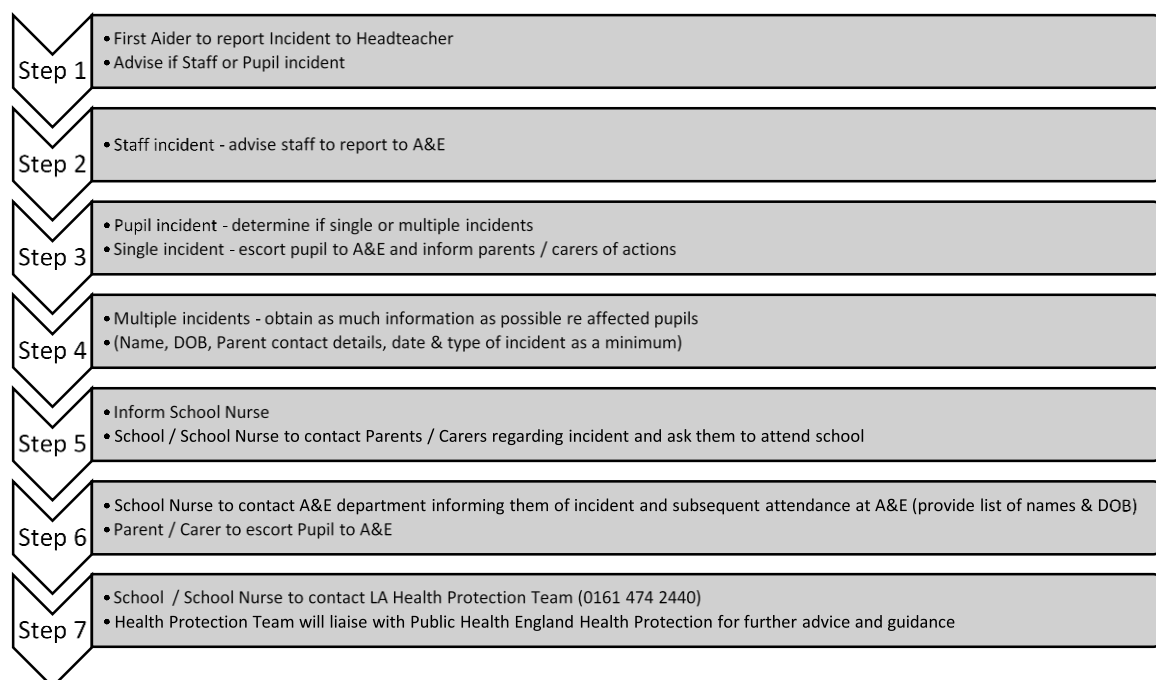 Step 1
• First Aider to report Incident to Headteacher
• Advise if Staff or Pupil incident
Step 2
• Staff incident - advise staff to report to A&E
Step 3
• Pupil incident - determine if single or multiple incidents
• Single incident - escort pupil to A&E and inform parents / carers of actions
Step 4
• Multiple incidents - obtain as much information as possible re affected pupils
• (Name, DOB, Parent contact details, date & type of incident as a minimum)
Step 5
• Inform School Nurse
• School / School Nurse to contact Parents / Carers regarding incident and ask them to attend school
Step 6
• School Nurse to contact A&E department informing them of incident and subsequent attendance at A&E (provide list of names & DOB)
• Parent / Carer to escort Pupil to A&E
Step 7
• School / School Nurse to contact LA Health Protection Team (0161 474 2440)
• Health Protection Team will liaise with Public Health England Health Protection for further advice and guidance